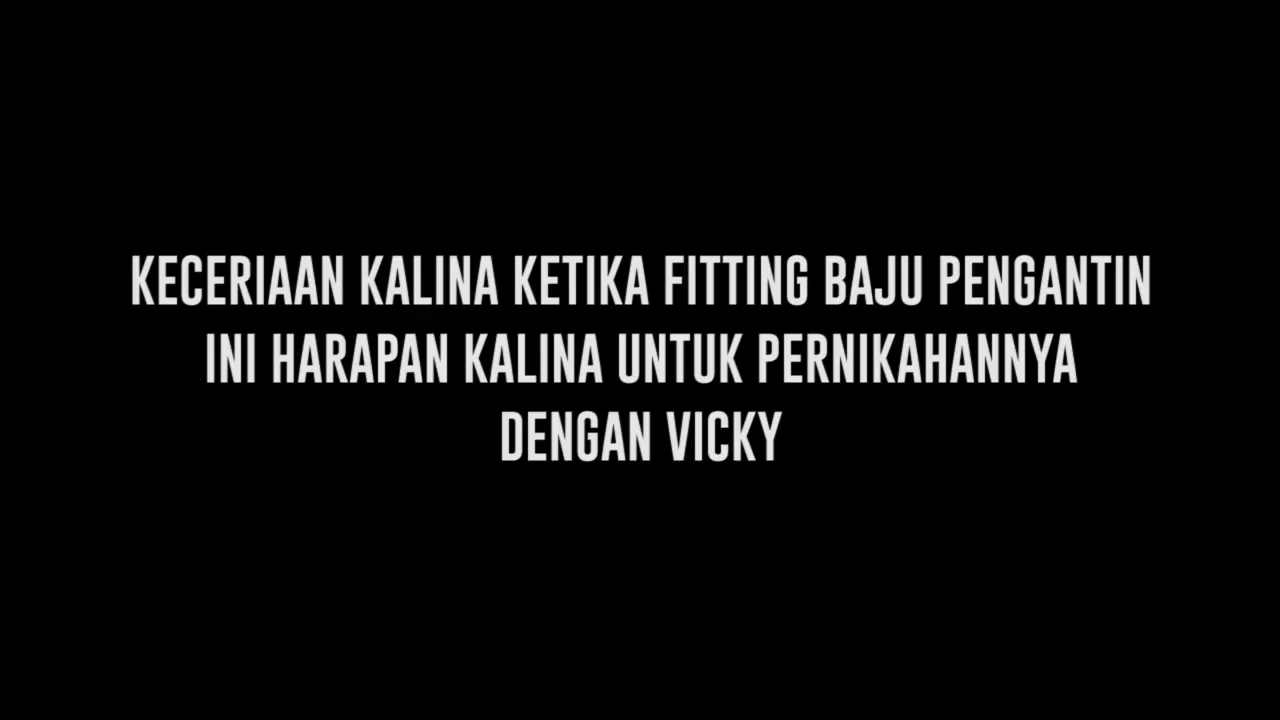 KECERIAAN KALINA KETIKA FITTING BAJU PENGANTIN
INI HARAPAN KALINA UNTUK PERNIKAHANNYA
DENGAN VICKY